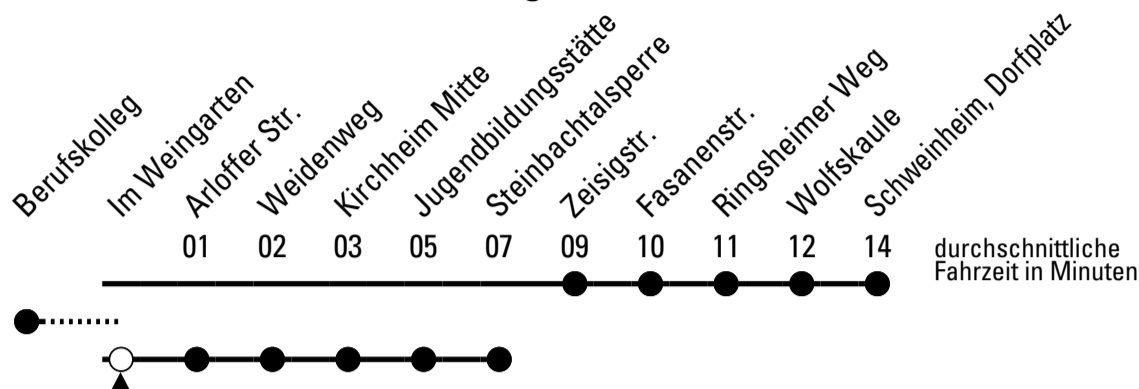 Berufskolleg
Im Weingarten
Arloffer Str.
Weidenweg
Kirchheim Mitte
Jugendbildungsstätte
Steinbachtalsperre
Zeisigstr.
Fasanenstr.
Ringsheimer Weg
Wolfskaule
Schweinheim, Dorfplatz
01 02 03 05 07 09 10 11 12 14
durchschnittliche
Fahrzeit in Minuten